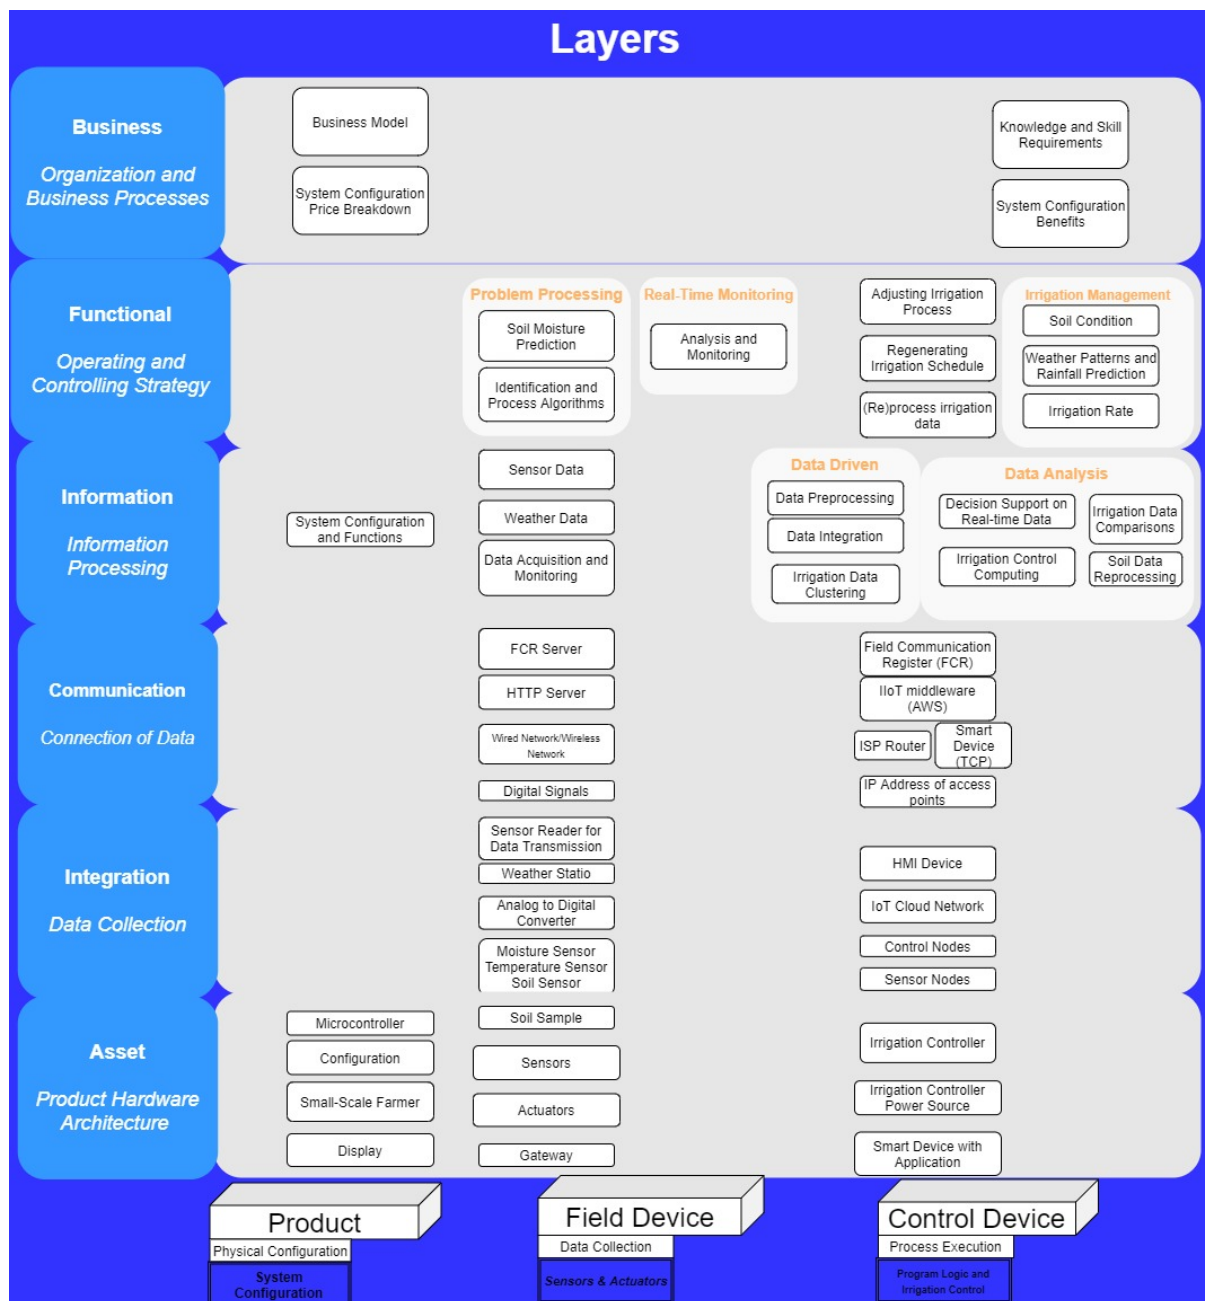 Layers
Business
Organization and
Business Processes
Business Model
System Configuration
Price Breakdown
Knowledge and Skill
Requirements
System Configuration
Benefits
Functional
Operating and
Controlling Strategy
Problem Processing
Soil Moisture
Prediction
Identification and
Process Algorithms
Real-Time Monitoring
Analysis and
Monitoring
Adjusting Irrigation
Process
Regenerating
Irrigation Schedule
(Re)process irrigation
data
Irrigation Management
Soil Condition
Weather Patterns and
Rainfall Prediction
Irrigation Rate
Information
Information
Processing
System Configuration
and Functions
Sensor Data
Weather Data
Data Acquisition and
Monitoring
Data Driven
Data Preprocessing
Data Integration
Irrigation Data
Clustering
Data Analysis
Decision Support on
Real-time Data
Irrigation Data
Comparisons
Irrigation Control
Computing
Soil Data
Reprocessing
Communication
Connection of Data
FCR Server
HTTP Server
Wired Network/Wireless
Network
Digital Signals
Field Communication
Register (FCR)
IIoT middleware
(AWS)
ISP Router
Smart
Device
(TCP)
IP Address of access
points
Integration
Data Collection
Sensor Reader for
Data Transmission
Weather Statio
Analog to Digital
Converter
Moisture Sensor
Temperature Sensor
Soil Sensor
HMI Device
IoT Cloud Network
Control Nodes
Sensor Nodes
Asset
Product Hardware
Architecture
Microcontroller
Configuration
Small-Scale Farmer
Display
Soil Sample
Sensors
Actuators
Gateway
Irrigation Controller
Irrigation Controller
Power Source
Smart Device with
Application
Product
Physical Configuration
System
Configuration
Field Device
Data Collection
Sensors & Actuators
Control Device
Process Execution
Program Logic and
Irrigation Control